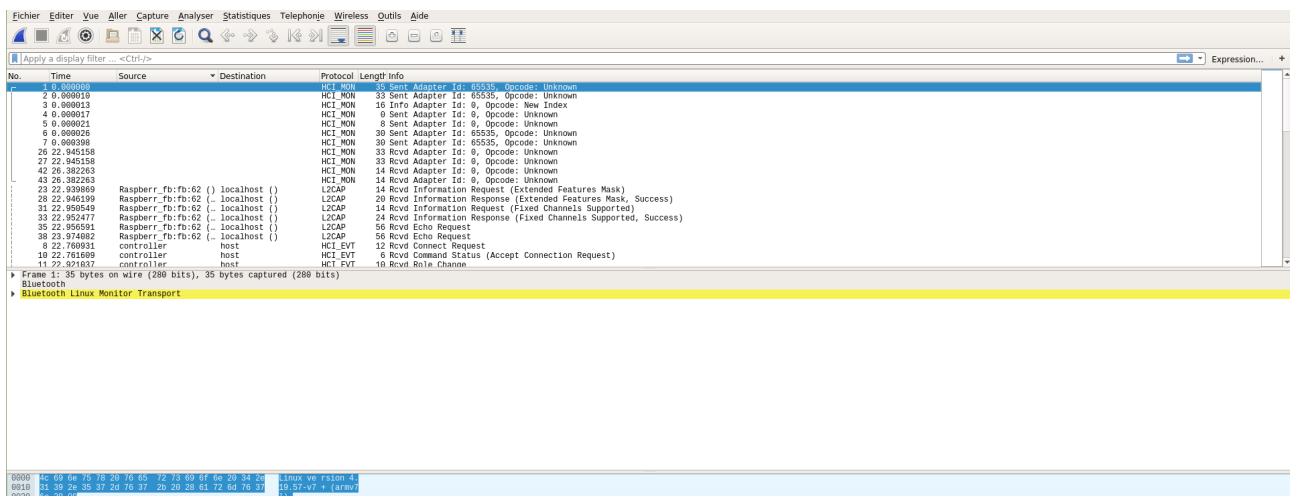 Fichier Editer Vue Aller Capture Analyser Statistiques Telephonie Wireless Outils Aide
Apply a display filter ... <Ctrl-/> Expression... +
No. Time Source Destination Protocol Length Info
1 0.000000 HCI_MON 35 Sent Adapter Id: 65535, Opcode: Unknown
2 0.000010 HCI_MON 33 Sent Adapter Id: 65535, Opcode: Unknown
3 0.000013 HCI_MON 16 Info Adapter Id: 0, Opcode: New Index
4 0.000017 HCI_MON 0 Sent Adapter Id: 0, Opcode: Unknown
5 0.000021 HCI_MON 8 Sent Adapter Id: 0, Opcode: Unknown
6 0.000026 HCI_MON 30 Sent Adapter Id: 65535, Opcode: Unknown
7 0.000398 HCI_MON 30 Sent Adapter Id: 65535, Opcode: Unknown
26 22.945158 HCI_MON 33 Rcvd Adapter Id: 0, Opcode: Unknown
27 22.945158 HCI_MON 33 Rcvd Adapter Id: 0, Opcode: Unknown
42 26.382263 HCI_MON 14 Rcvd Adapter Id: 0, Opcode: Unknown
43 26.382263 HCI_MON 14 Rcvd Adapter Id: 0, Opcode: Unknown
23 22.939869 Raspberr_fb:fb:62 () localhost () L2CAP 14 Rcvd Information Request (Extended Features Mask)
28 22.946199 Raspberr_fb:fb:62 (… localhost () L2CAP 20 Rcvd Information Response (Extended Features Mask, Success)
31 22.950549 Raspberr_fb:fb:62 (… localhost () L2CAP 14 Rcvd Information Request (Fixed Channels Supported)
33 22.952477 Raspberr_fb:fb:62 (… localhost () L2CAP 24 Rcvd Information Response (Fixed Channels Supported, Success)
35 22.956591 Raspberr_fb:fb:62 (… localhost () L2CAP 56 Rcvd Echo Request
38 23.974082 Raspberr_fb:fb:62 (… localhost () L2CAP 56 Rcvd Echo Request
8 22.760931 controller host HCI_EVT 12 Rcvd Connect Request
10 22.761609 controller host HCI_EVT 6 Rcvd Command Status (Accept Connection Request)
11 22.921037 controller host HCI_EVT 10 Rcvd Role Change
Frame 1: 35 bytes on wire (280 bits), 35 bytes captured (280 bits)
Bluetooth
Bluetooth Linux Monitor Transport
0000 4c 69 6e 75 78 20 76 65 72 73 69 6f 6e 20 34 2e Linux ve rsion 4.
0010 31 39 2e 35 37 2d 76 37 2b 20 28 61 72 6d 76 37 19.57-v7 + (armv7